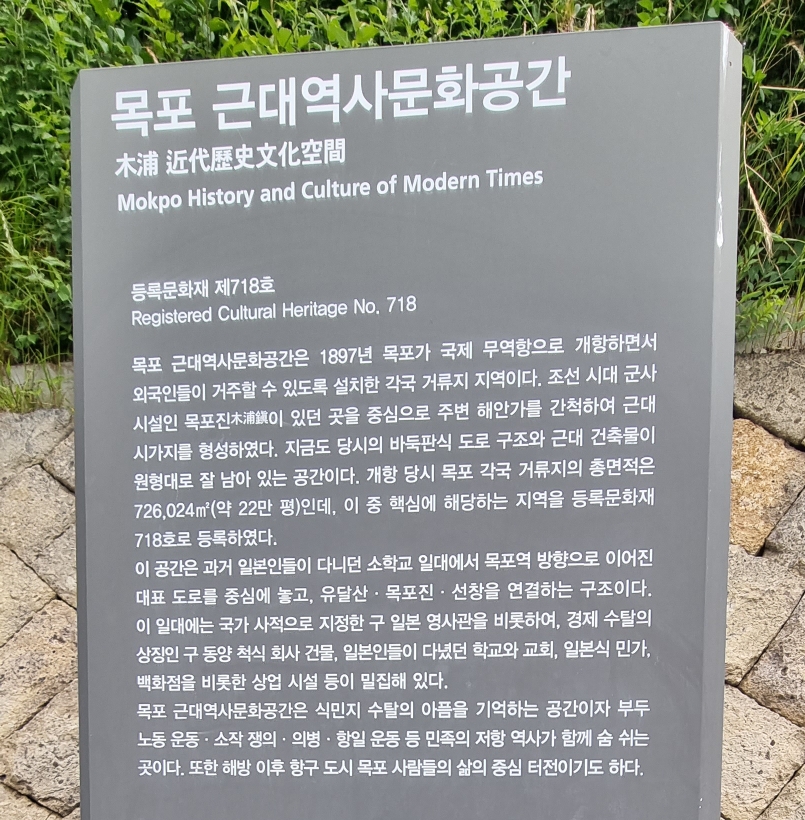 목포 근대역사문화공간
木浦 近代歷史文化空間
Mokpo History and Culture of Modern Times
등록문화재 제718호
Registered Cultural Heritage No. 718
목포 근대역사문화공간은 1897년 목포가 국제 무역항으로 개항하면서
외국인들이 거주할 수 있도록 설치한 각국 거류지 지역이다. 조선 시대 군사
시설인 목포진木浦鎭이 있던 곳을 중심으로 주변 해안가를 간척하여 근대
시가지를 형성하였다. 지금도 당시의 바둑판식 도로 구조와 근대 건축물이
원형대로 잘 남아 있는 공간이다. 개항 당시 목포 각국 거류지의 총면적은
726,024㎡(약 22만 평)인데, 이 중 핵심에 해당하는 지역을 등록문화재
718호로 등록하였다.
이 공간은 과거 일본인들이 다니던 소학교 일대에서 목포역 방향으로 이어진
대표 도로를 중심에 놓고, 유달산 · 목포진 · 선창을 연결하는 구조이다.
이 일대에는 국가 사적으로 지정한 구 일본 영사관을 비롯하여, 경제 수탈의
상징인 구 동양 척식 회사 건물, 일본인들이 다녔던 학교와 교회, 일본식 민가,
백화점을 비롯한 상업 시설 등이 밀집해 있다.
목포 근대역사문화공간은 식민지 수탈의 아픔을 기억하는 공간이자 부두
노동 운동 · 소작 쟁의 · 의병 · 항일 운동 등 민족의 저항 역사가 함께 숨 쉬는
곳이다. 또한 해방 이후 항구 도시 목포 사람들의 삶의 중심 터전이기도 하다.